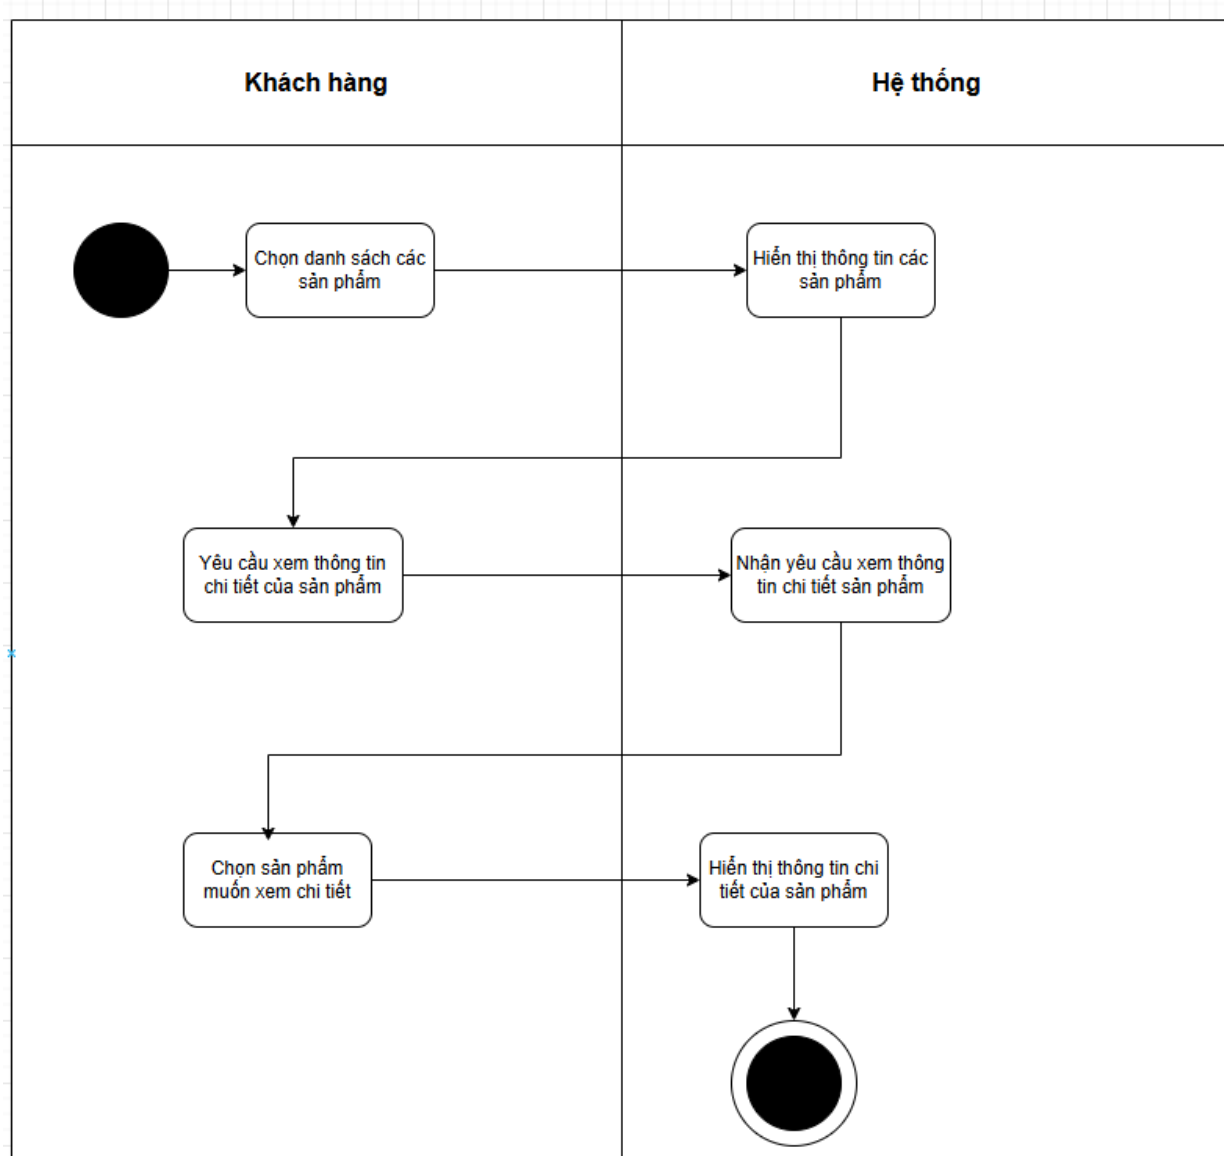 Khách hàng
Hệ thống
Chọn danh sách các
sản phẩm
Hiển thị thông tin các
sản phẩm
Yêu cầu xem thông tin
chi tiết của sản phẩm
Nhận yêu cầu xem thông
tin chi tiết sản phẩm
Chọn sản phẩm
muốn xem chi tiết
Hiển thị thông tin chi
tiết của sản phẩm